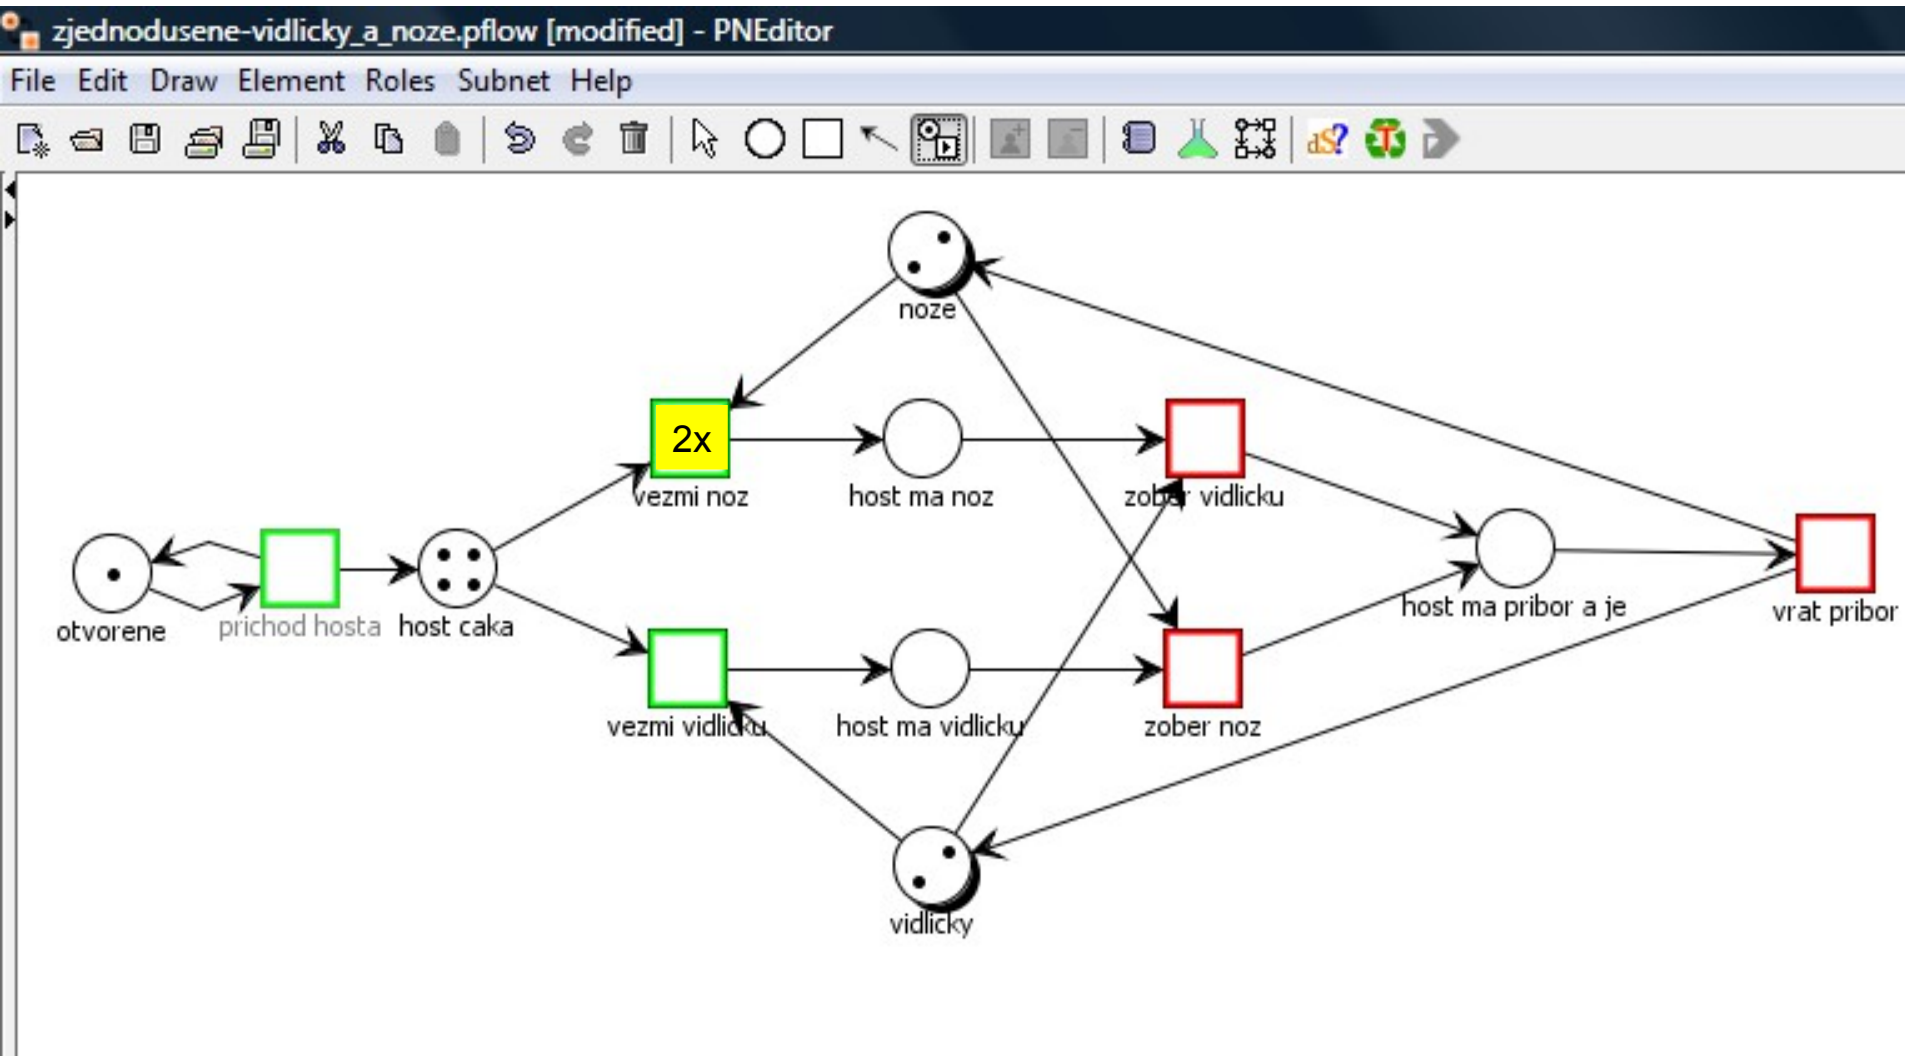 zjednodusene-vidlicky_a_noze.pflow [modified] - PNEditor
File Edit Draw Element Roles Subnet Help
dS? T
noze
2x
vezmi noz
host ma noz
zober vidlicku
otvorene
prichod hosta
host caka
host ma pribor a je
vrat pribor
vezmi vidlicku
host ma vidlicku
zober noz
vidlicky